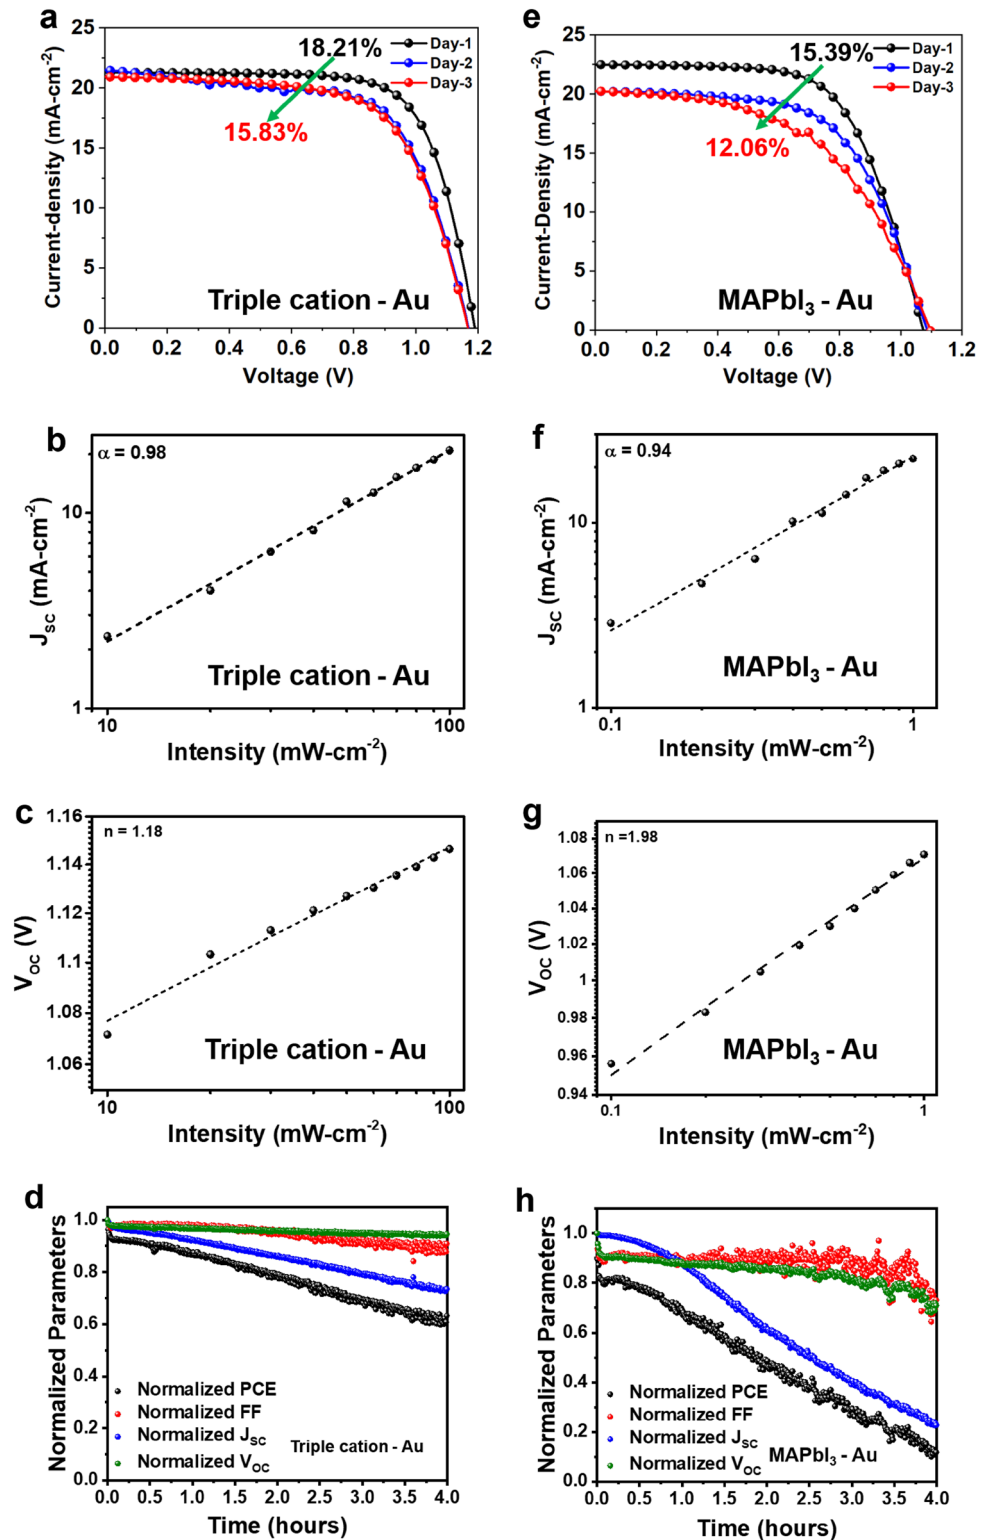 a
25
20
15
10
5
0
Current-density (mA-cm-2)
18.21%
15.83%
Day-1
Day-2
Day-3
Triple cation - Au
0.0 0.2 0.4 0.6 0.8 1.0 1.2
Voltage (V)
e
25
20
15
10
5
0
Current-Density (mA-cm-2)
15.39%
12.06%
Day-1
Day-2
Day-3
MAPbI3 - Au
0.0 0.2 0.4 0.6 0.8 1.0 1.2
Voltage (V)
b
α = 0.98
10
1
JSC (mA-cm-2)
Triple cation - Au
10 100
Intensity (mW-cm-2)
f
α = 0.94
10
1
JSC (mA-cm-2)
MAPbI3 - Au
0.1 1
Intensity (mW-cm-2)
c
n = 1.18
1.16
1.14
1.12
1.1
1.08
1.06
VOC (V)
Triple cation - Au
10 100
Intensity (mW-cm-2)
g
n =1.98
1.08
1.06
1.04
1.02
1
0.98
0.96
0.94
VOC (V)
MAPbI3 - Au
0.1 1
Intensity (mW-cm-2)
d
1.0
0.8
0.6
0.4
0.2
0.0
Normalized Parameters
Normalized PCE
Normalized FF
Normalized JSC
Normalized VOC
Triple cation - Au
0.0 0.5 1.0 1.5 2.0 2.5 3.0 3.5 4.0
Time (hours)
h
1.0
0.8
0.6
0.4
0.2
0.0
Normalized Parameters
Normalized PCE
Normalized FF
Normalized JSC
Normalized VOC
MAPbI3 - Au
0.0 0.5 1.0 1.5 2.0 2.5 3.0 3.5 4.0
Time (hours)